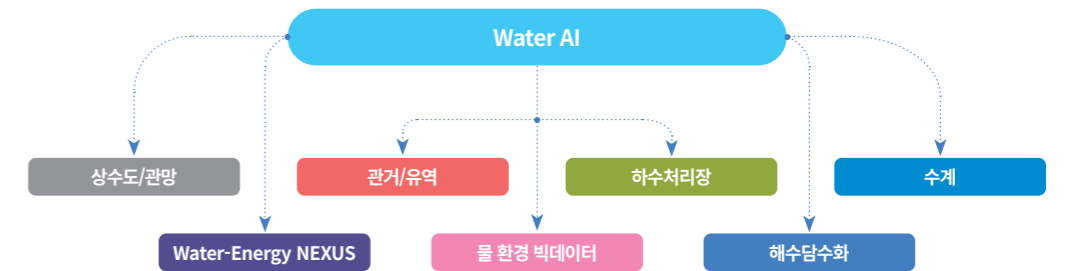 Water AI
상수도/관망
관거/유역
하수처리장
수계
Water-Energy NEXUS
물 환경 빅데이터
해수담수화